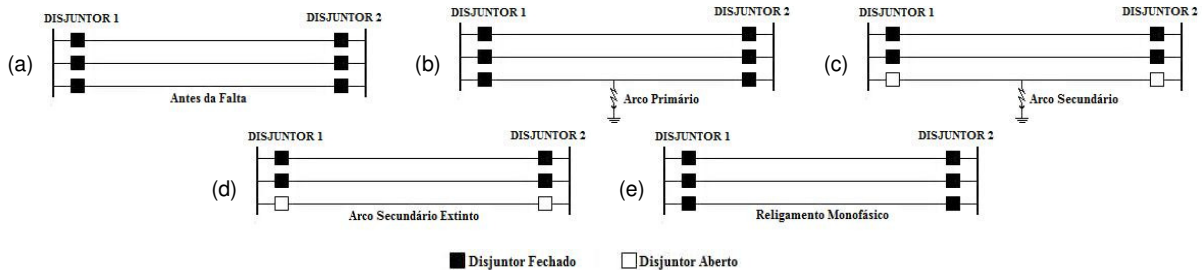 (a)
DISJUNTOR 1 DISJUNTOR 2
Antes da Falta
(b)
DISJUNTOR 1 DISJUNTOR 2
Arco Primário
(c)
DISJUNTOR 1 DISJUNTOR 2
Arco Secundário
(d)
DISJUNTOR 1 DISJUNTOR 2
Arco Secundário Extinto
(e)
DISJUNTOR 1 DISJUNTOR 2
Religamento Monofásico
Disjuntor Fechado Disjuntor Aberto